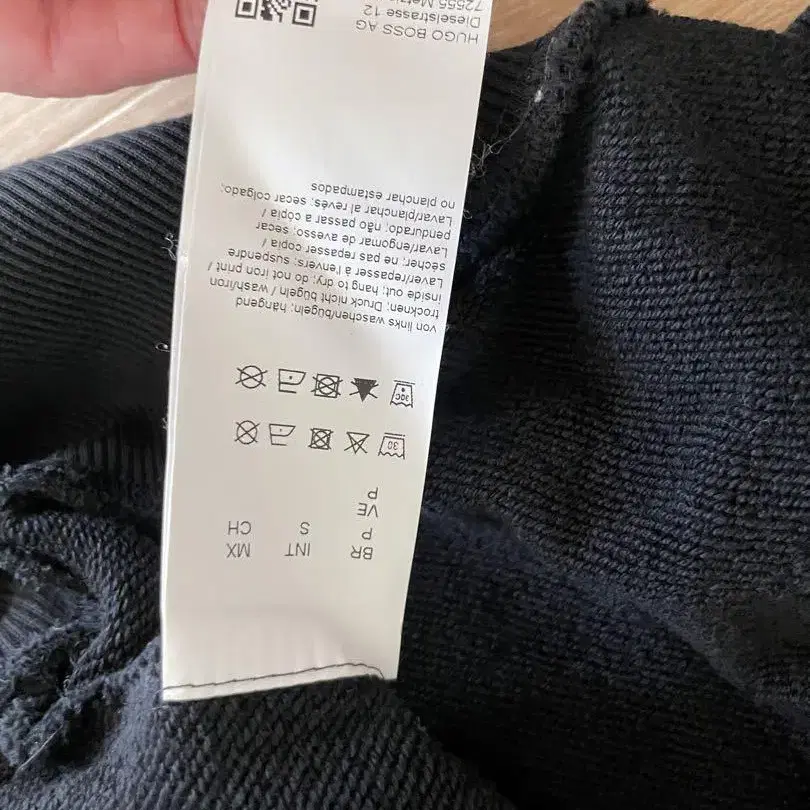 BR INT MX
P S CH
VE
P
30
30C
von links waschen/bügeln; hängend
trocknen; Druck nicht bügeln / wash/iron
inside out; hang to dry; do not iron print /
Laver/repasser à l'envers; suspendre
sécher; ne pas repasser copia /
Lavar/engomar de avesso; secar
pendurado; não passar a cópia /
Lavar/planchar al revés; secar colgado;
no planchar estampados
HUGO BOSS AG
Dieselstrasse 12
72555